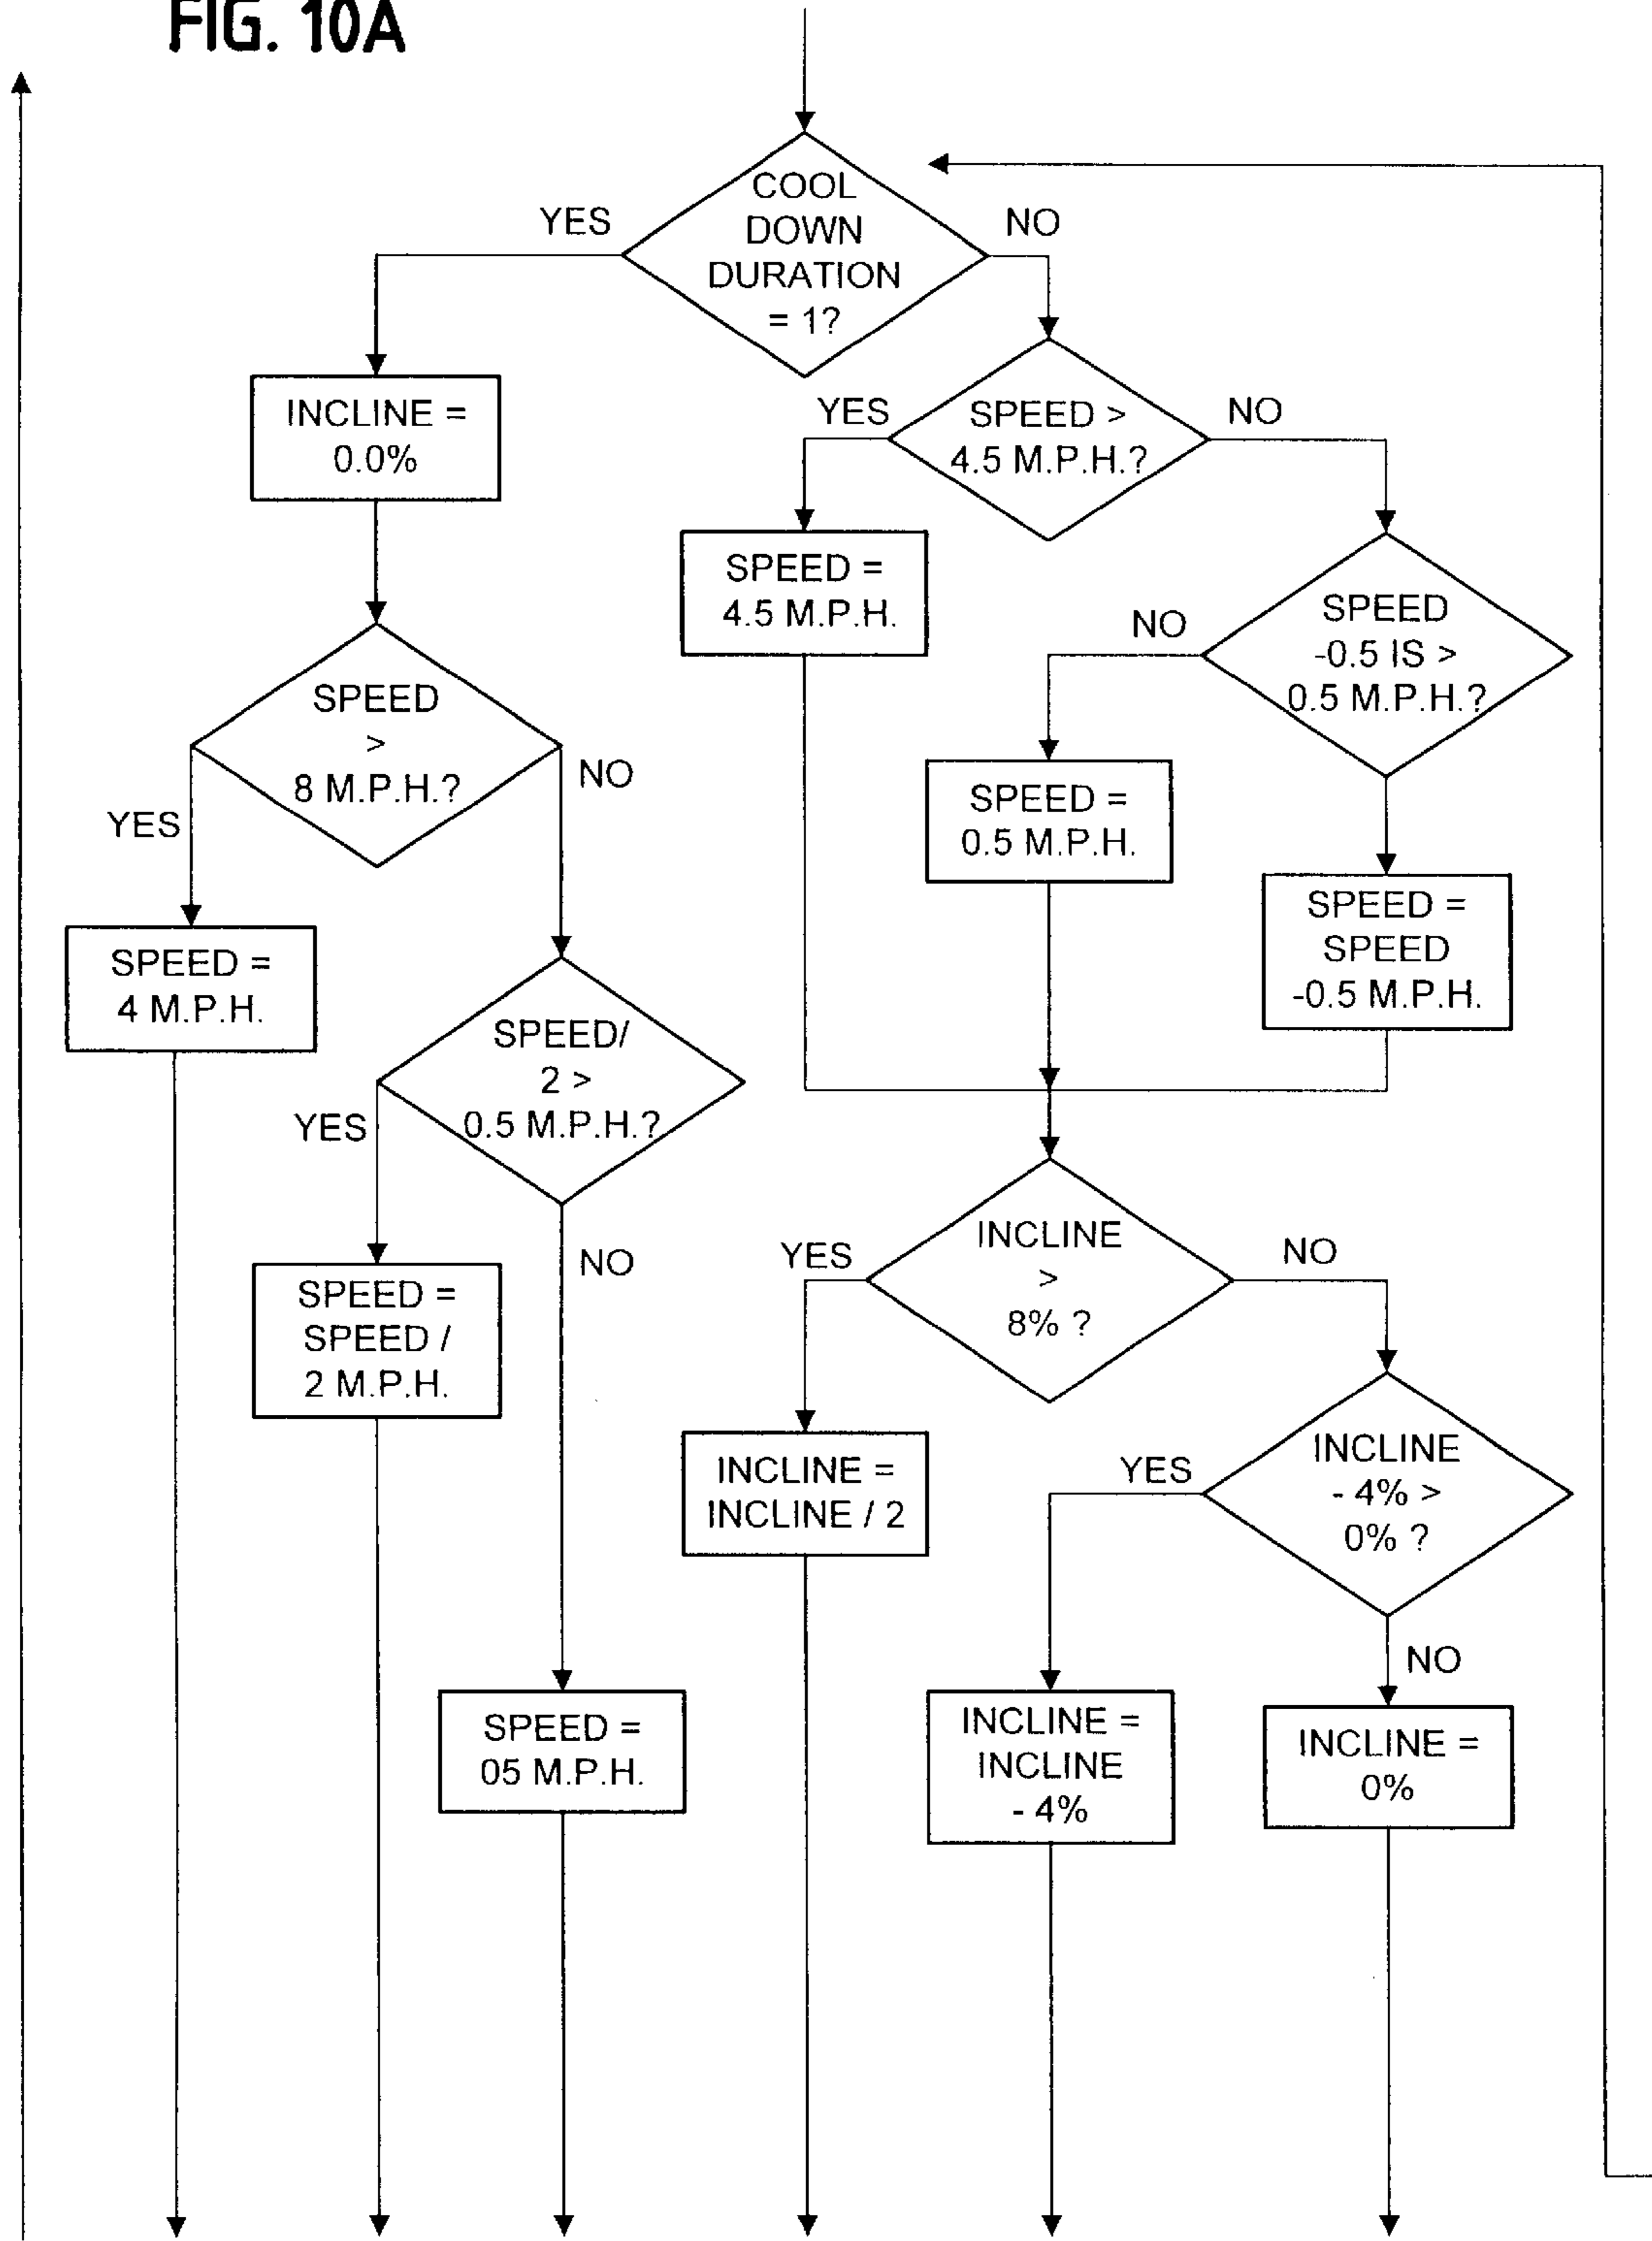 FIG. 10A
COOL
DOWN
DURATION
= 1?
YES
NO
INCLINE =
0.0%
SPEED >
4.5 M.P.H.?
YES
NO
SPEED =
4.5 M.P.H.
SPEED
-0.5 IS >
0.5 M.P.H.?
NO
SPEED
>
8 M.P.H.?
YES
NO
SPEED =
0.5 M.P.H.
SPEED =
SPEED
-0.5 M.P.H.
SPEED =
4 M.P.H.
SPEED/
2 >
0.5 M.P.H.?
YES
NO
INCLINE
>
8% ?
YES
NO
SPEED =
SPEED /
2 M.P.H.
INCLINE =
INCLINE / 2
INCLINE
- 4% >
0% ?
YES
NO
SPEED =
05 M.P.H.
INCLINE =
INCLINE
- 4%
INCLINE =
0%